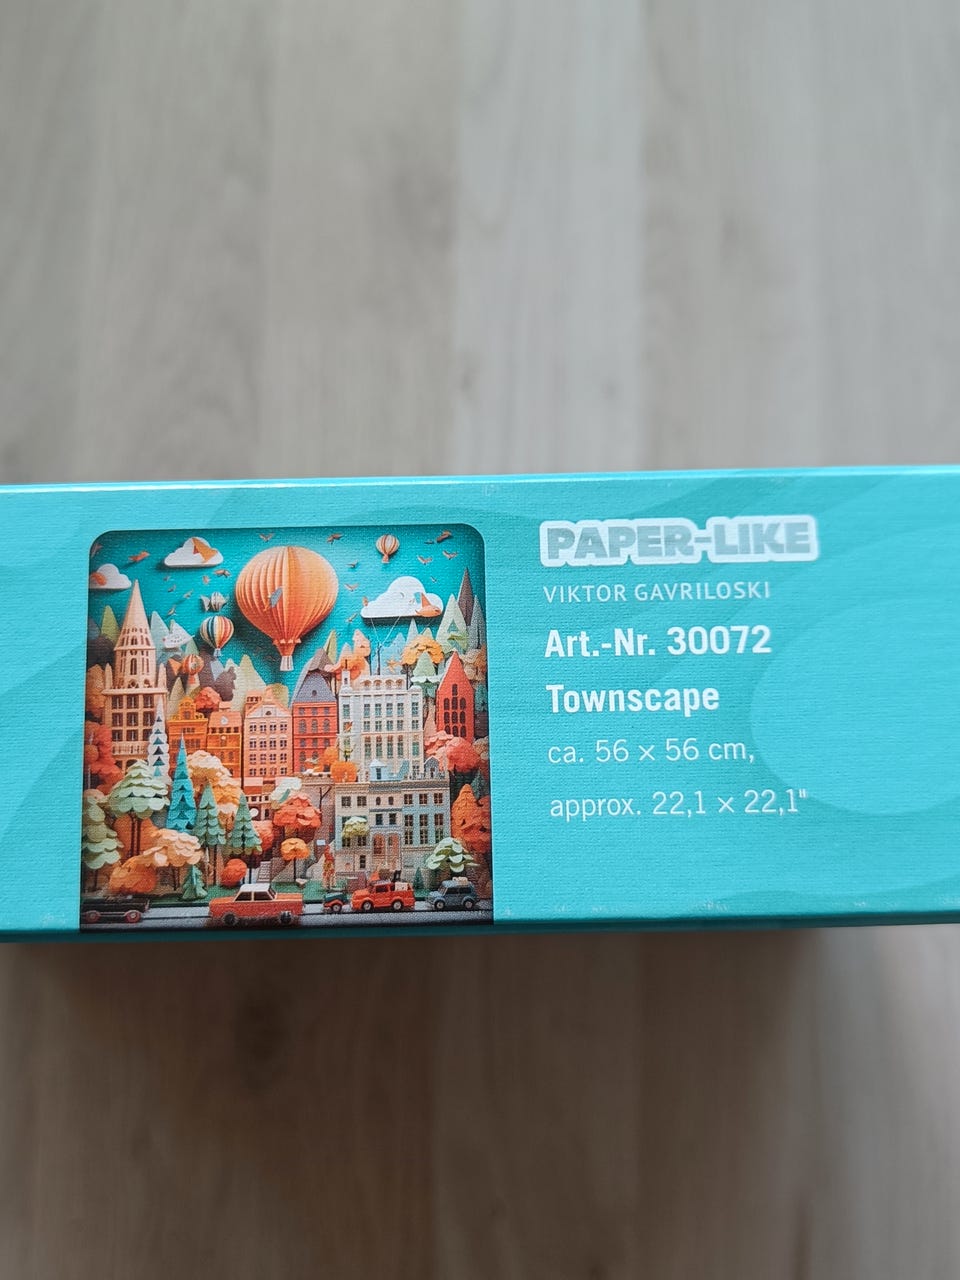 PAPER-LIKE
VIKTOR GAVRILOSKI
Art.-Nr. 30072
Townscape
ca. 56 × 56 cm,
approx. 22,1 × 22,1"